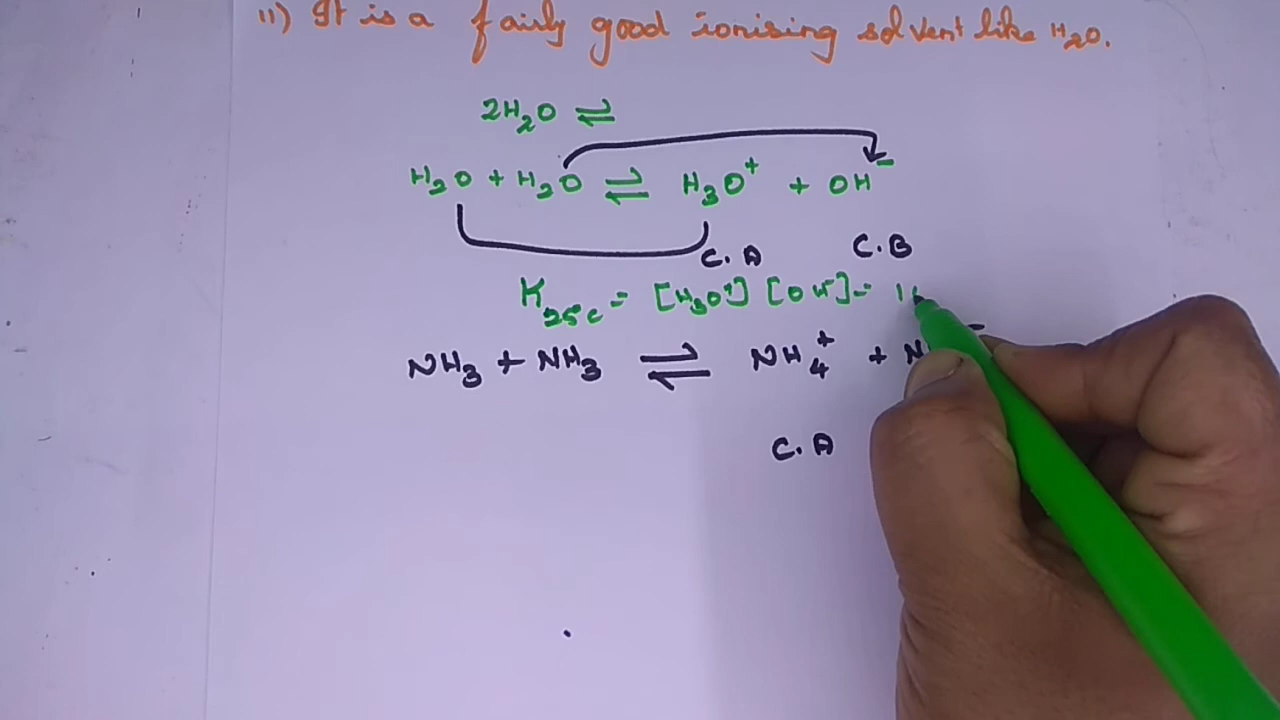 11) It is a fairly good ionising solvent like H2O.
2H2O ⇌
H2O + H2O ⇌ H3O+ + OH-
C.A C.B
K25c = [H3O+] [OH-] =
NH3 + NH3 ⇌ NH4+ +
C.A